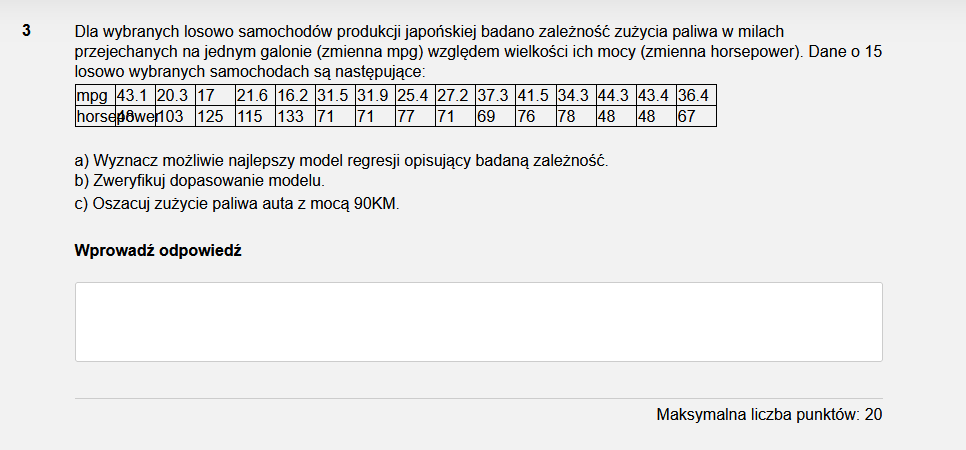 3
Dla wybranych losowo samochodów produkcji japońskiej badano zależność zużycia paliwa w milach
przejechanych na jednym galonie (zmienna mpg) względem wielkości ich mocy (zmienna horsepower). Dane o 15
losowo wybranych samochodach są następujące:
mpg 43.1 20.3 17 21.6 16.2 31.5 31.9 25.4 27.2 37.3 41.5 34.3 44.3 43.4 36.4
horsepower 48 103 125 115 133 71 71 77 71 69 76 78 48 48 67
a) Wyznacz możliwie najlepszy model regresji opisujący badaną zależność.
b) Zweryfikuj dopasowanie modelu.
c) Oszacuj zużycie paliwa auta z mocą 90KM.
Wprowadź odpowiedź
Maksymalna liczba punktów: 20